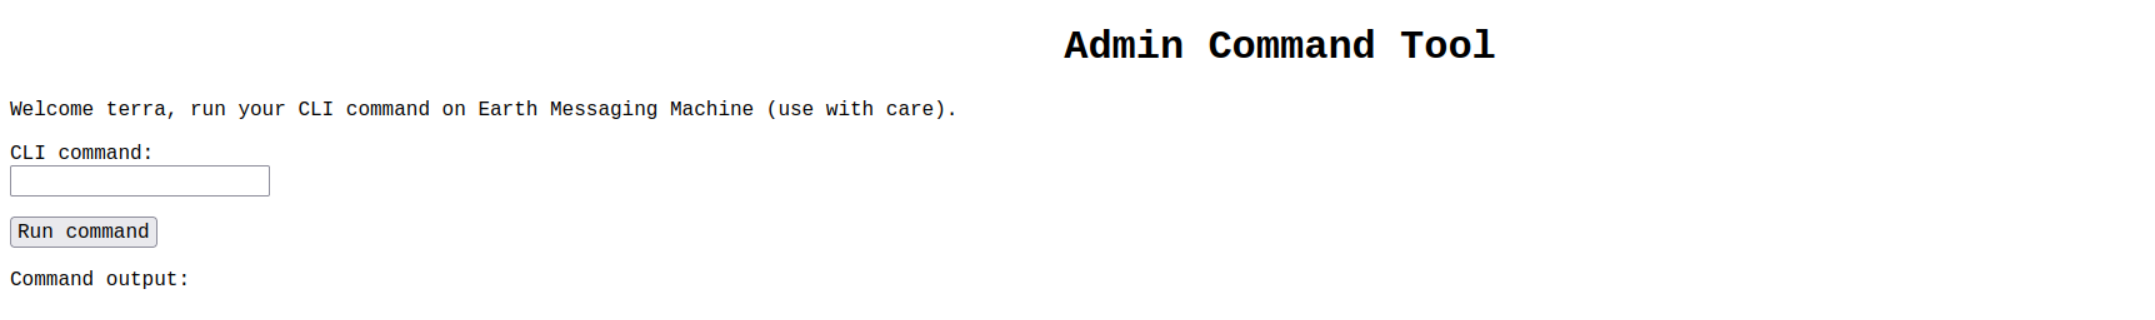 Admin Command Tool
Welcome terra, run your CLI command on Earth Messaging Machine (use with care).
CLI command:
Run command
Command output: